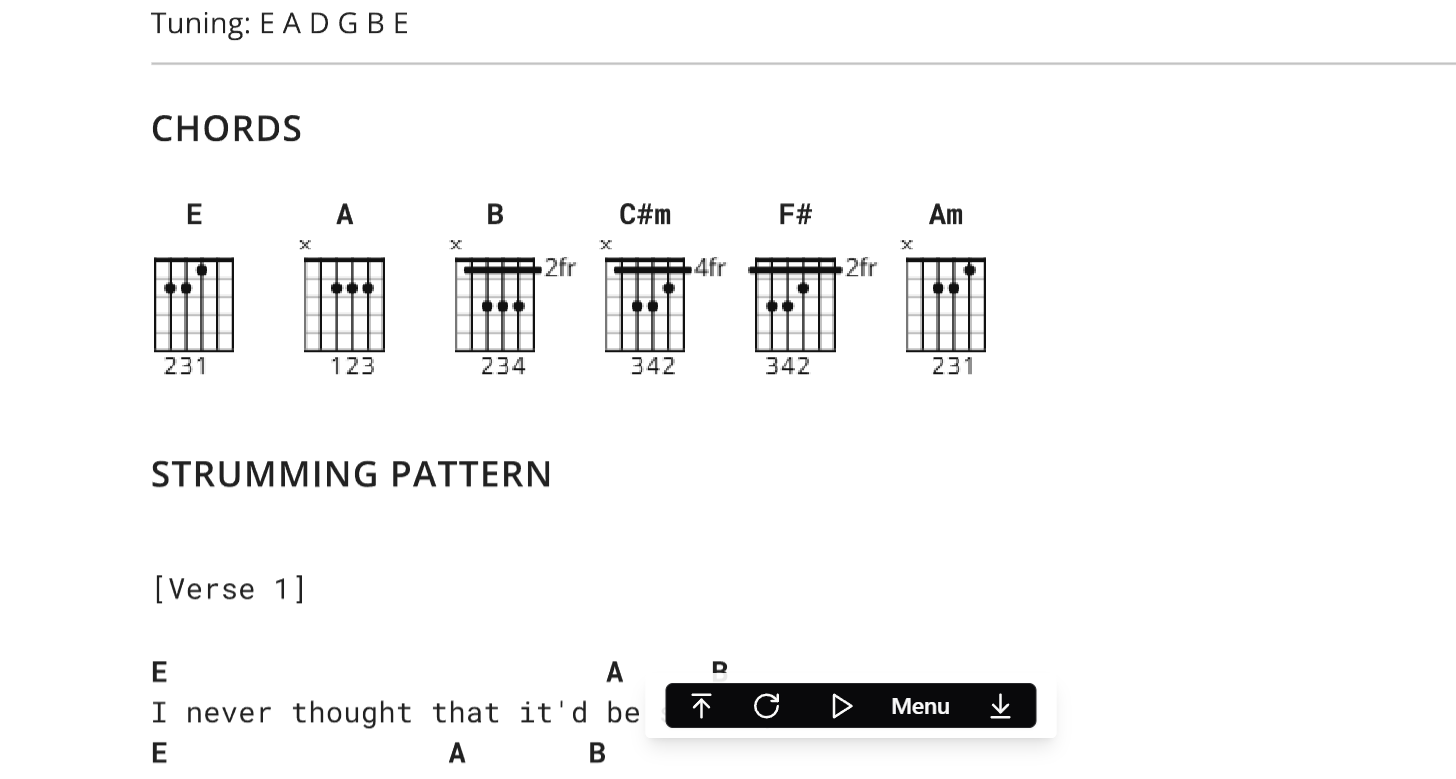 Tuning: E A D G B E
CHORDS
E A B C#m F# Am
x x x x
2fr 4fr 2fr
231 123 234 342 342 231
STRUMMING PATTERN
[Verse 1]
E A B
I never thought that it'd be
Menu
E A B